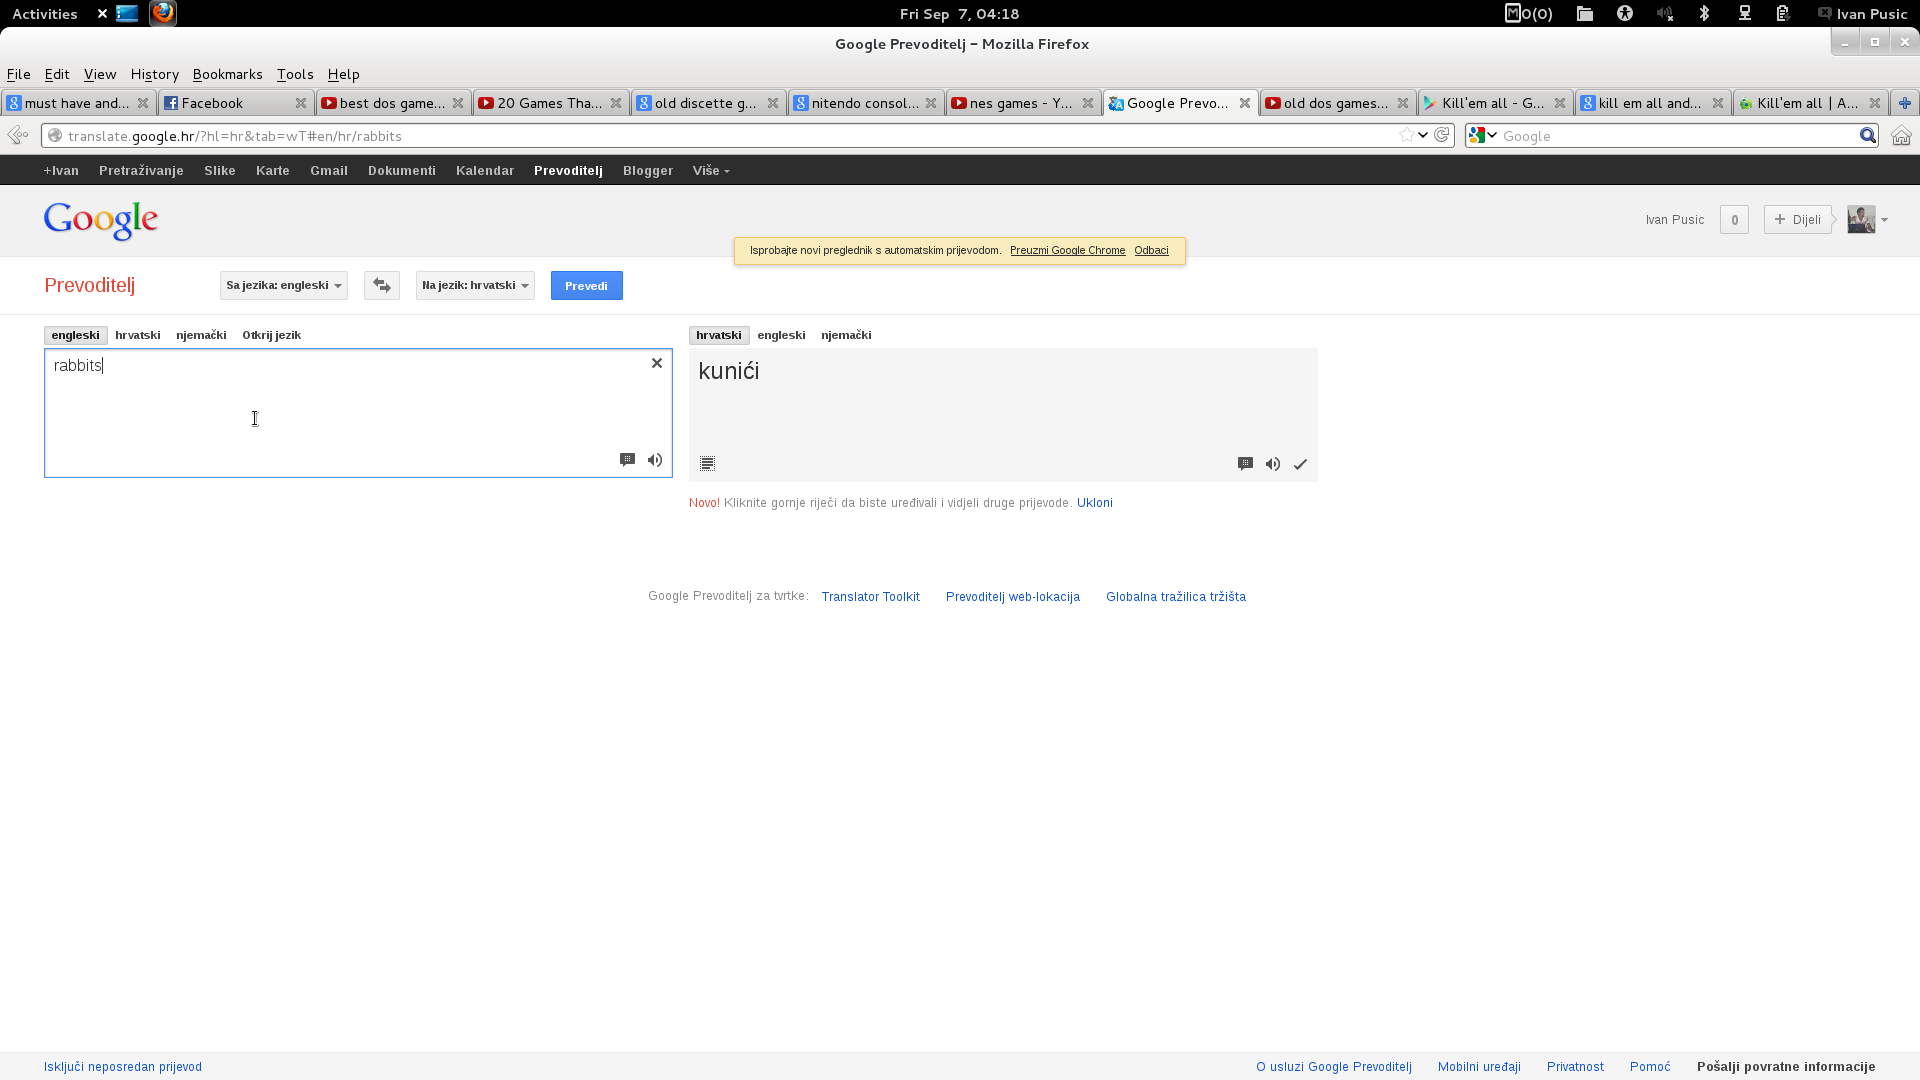 Activities
Fri Sep 7, 04:18
0(0)
Ivan Pusic
Google Prevoditelj – Mozilla Firefox
File Edit View History Bookmarks Tools Help
must have and...
Facebook
best dos game...
20 Games Tha...
old discette g...
nitendo consol...
nes games - Y...
Google Prevo...
old dos games...
Kill'em all - G...
kill em all and...
Kill'em all | A...
translate.google.hr/?hl=hr&tab=wT#en/hr/rabbits
Google
+Ivan Pretraživanje Slike Karte Gmail Dokumenti Kalendar Prevoditelj Blogger Više
Google
Ivan Pusic
0
+ Dijeli
Isprobajte novi preglednik s automatskim prijevodom. Preuzmi Google Chrome Odbaci
Prevoditelj
Sa jezika: engleski
Na jezik: hrvatski
Prevedi
engleski hrvatski njemački Otkrij jezik
hrvatski engleski njemački
rabbits
kunići
Novo! Kliknite gornje riječi da biste uređivali i vidjeli druge prijevode. Ukloni
Google Prevoditelj za tvrtke: Translator Toolkit Prevoditelj web-lokacija Globalna tražilica tržišta
Isključi neposredan prijevod
O usluzi Google Prevoditelj Mobilni uređaji Privatnost Pomoć Pošalji povratne informacije